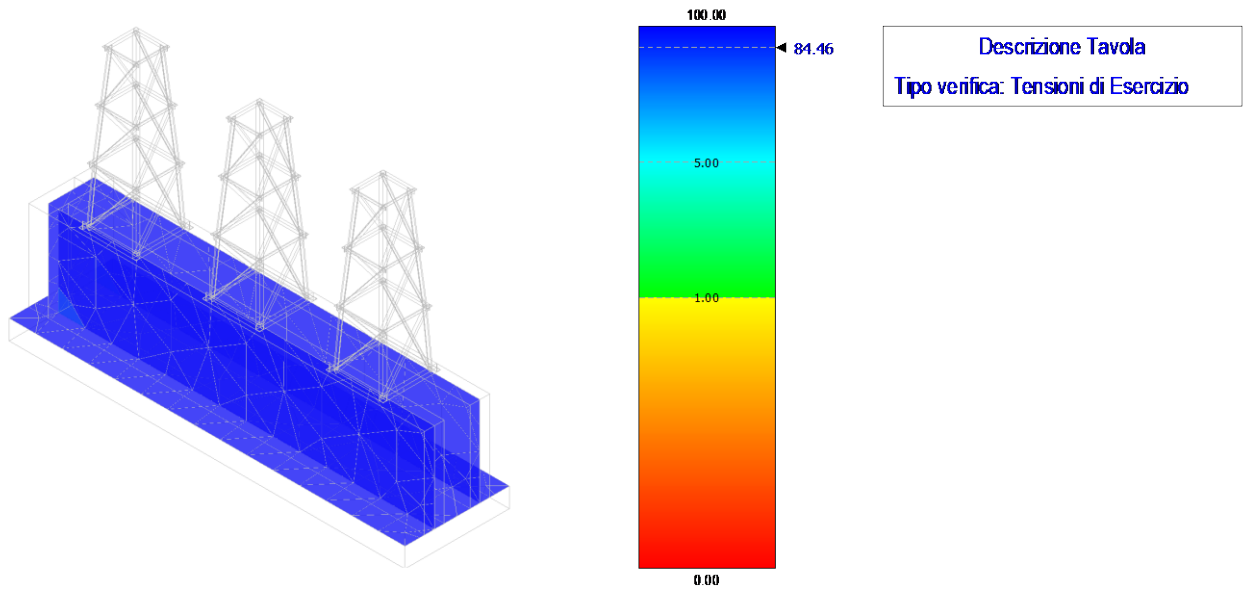 100.00
84.46
5.00
1.00
0.00
Descrizione Tavola
Tipo verifica: Tensioni di Esercizio